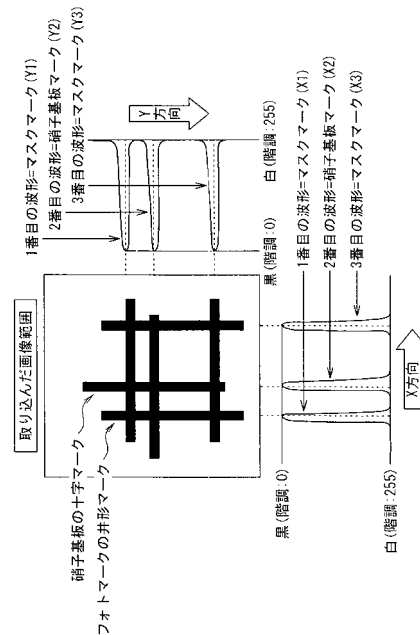 取り込んだ画像範囲
硝子基板の十字マーク
フォトマークの井形マーク
1番目の波形=マスクマーク(Y1)
2番目の波形=硝子基板マーク(Y2)
3番目の波形=マスクマーク(Y3)
Y方向
黒(階調:0)
白(階調:255)
黒(階調:0)
白(階調:255)
1番目の波形=マスクマーク(X1)
2番目の波形=硝子基板マーク(X2)
3番目の波形=マスクマーク(X3)
X方向